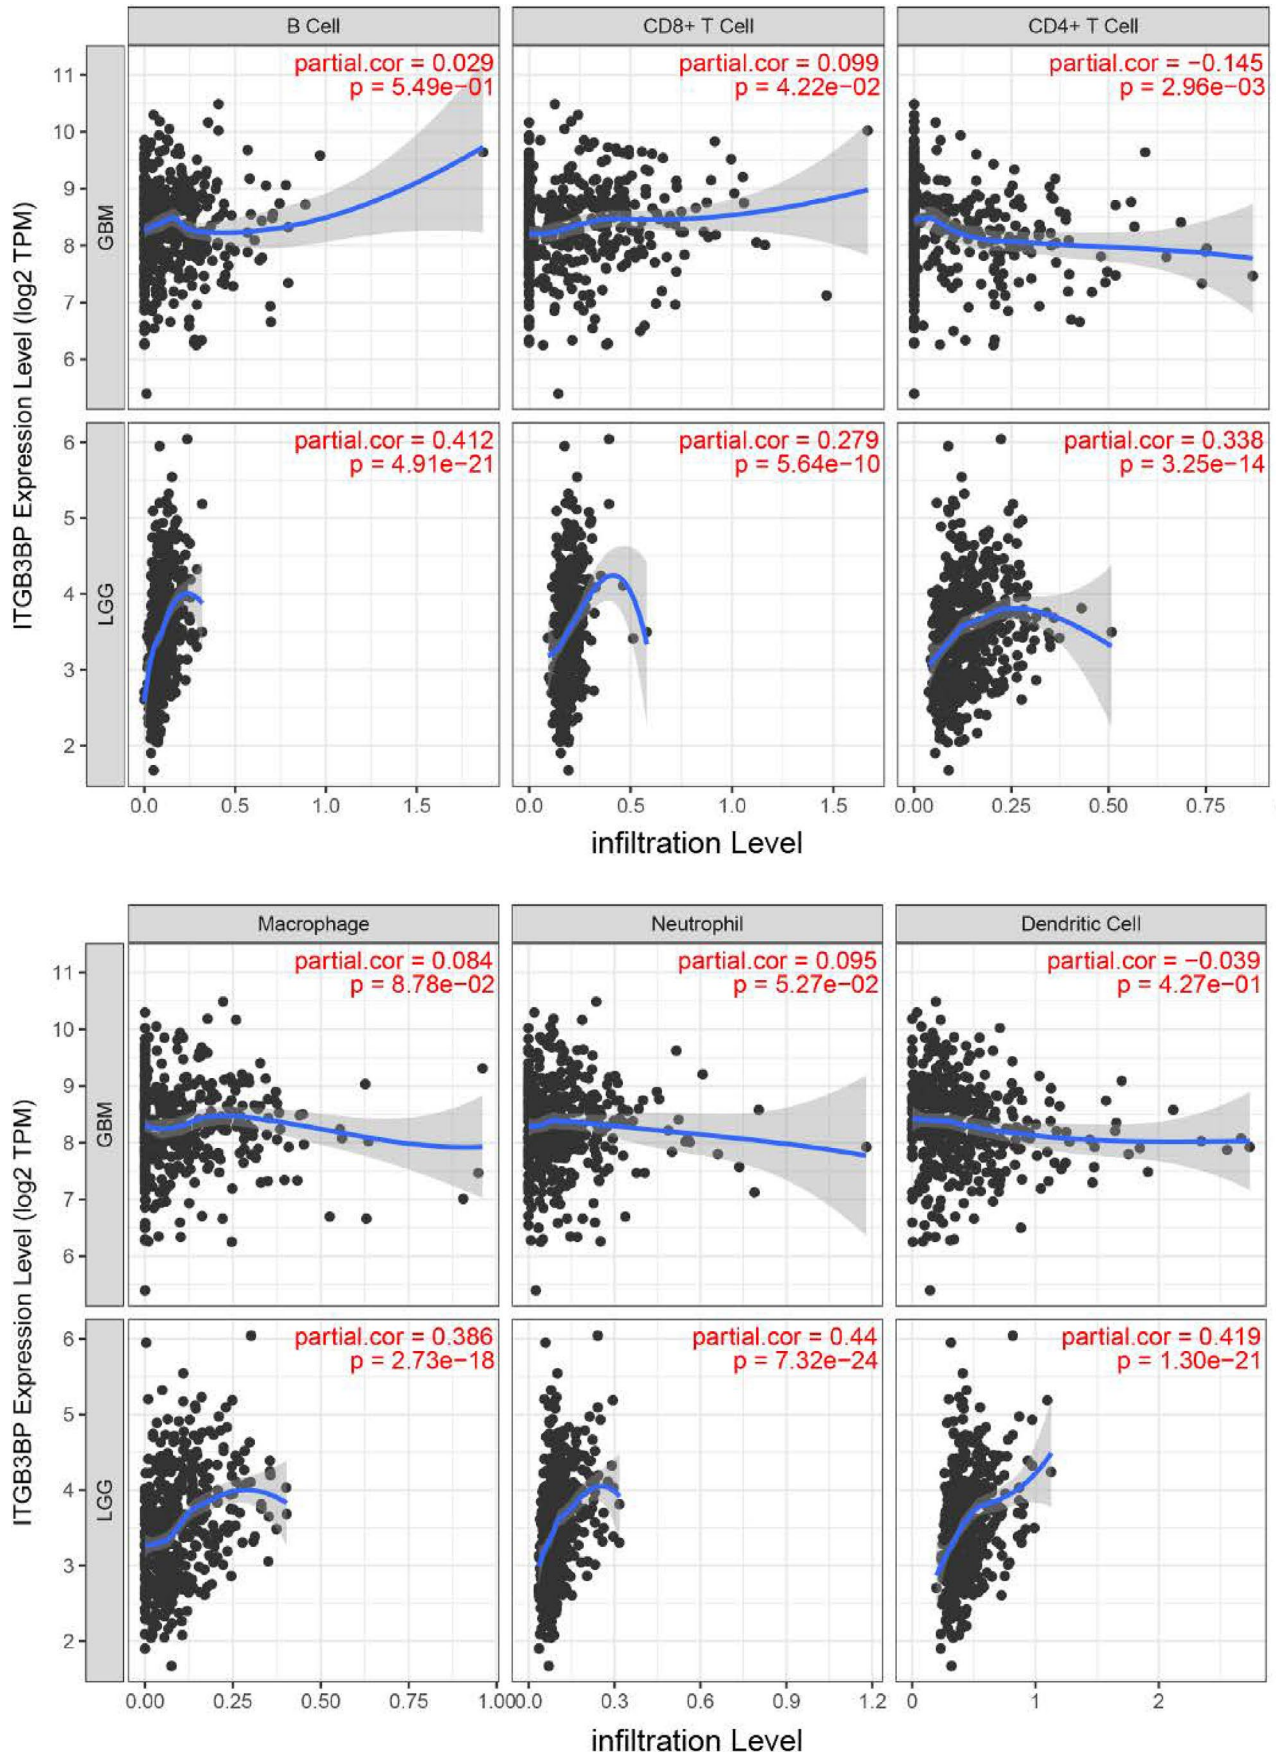 B Cell
CD8+ T Cell
CD4+ T Cell
ITGB3BP Expression Level (log2 TPM)
GBM
11
10
9
8
7
6
partial.cor = 0.029
p = 5.49e−01
partial.cor = 0.099
p = 4.22e−02
partial.cor = −0.145
p = 2.96e−03
LGG
6
5
4
3
2
partial.cor = 0.412
p = 4.91e−21
partial.cor = 0.279
p = 5.64e−10
partial.cor = 0.338
p = 3.25e−14
0.0 0.5 1.0 1.5
0.0 0.5 1.0 1.5
0.00 0.25 0.50 0.75
infiltration Level
Macrophage
Neutrophil
Dendritic Cell
ITGB3BP Expression Level (log2 TPM)
GBM
11
10
9
8
7
6
partial.cor = 0.084
p = 8.78e−02
partial.cor = 0.095
p = 5.27e−02
partial.cor = −0.039
p = 4.27e−01
LGG
6
5
4
3
2
partial.cor = 0.386
p = 2.73e−18
partial.cor = 0.44
p = 7.32e−24
partial.cor = 0.419
p = 1.30e−21
0.00 0.25 0.50 0.75 1.00
0.0 0.3 0.6 0.9 1.2
0 1 2
infiltration Level